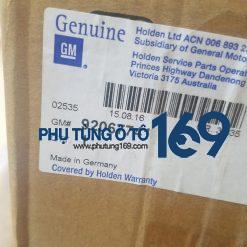 Genuine
GM
Holden Ltd ACN 006 893 2
Subsidiary of General Motor
Holden Service Parts Opera
Princes Highway Dandenong
Victoria 3175 Australia
02535
15.08.16
PHỤ TÙNG Ô TÔ 169
www.phutung169.com
GM#
Made in Germany
Covered by Holden Warranty